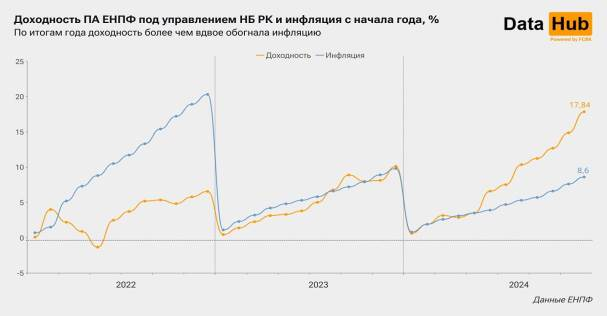 Доходность ПА ЕНПФ под управлением НБ РК и инфляция с начала года, %
По итогам года доходность более чем вдвое обогнала инфляцию
Data Hub
Powered by FCBK
Доходность Инфляция
25
20
15
10
5
0
-5
17,84
8,6
2022 2023 2024
Данные ЕНПФ